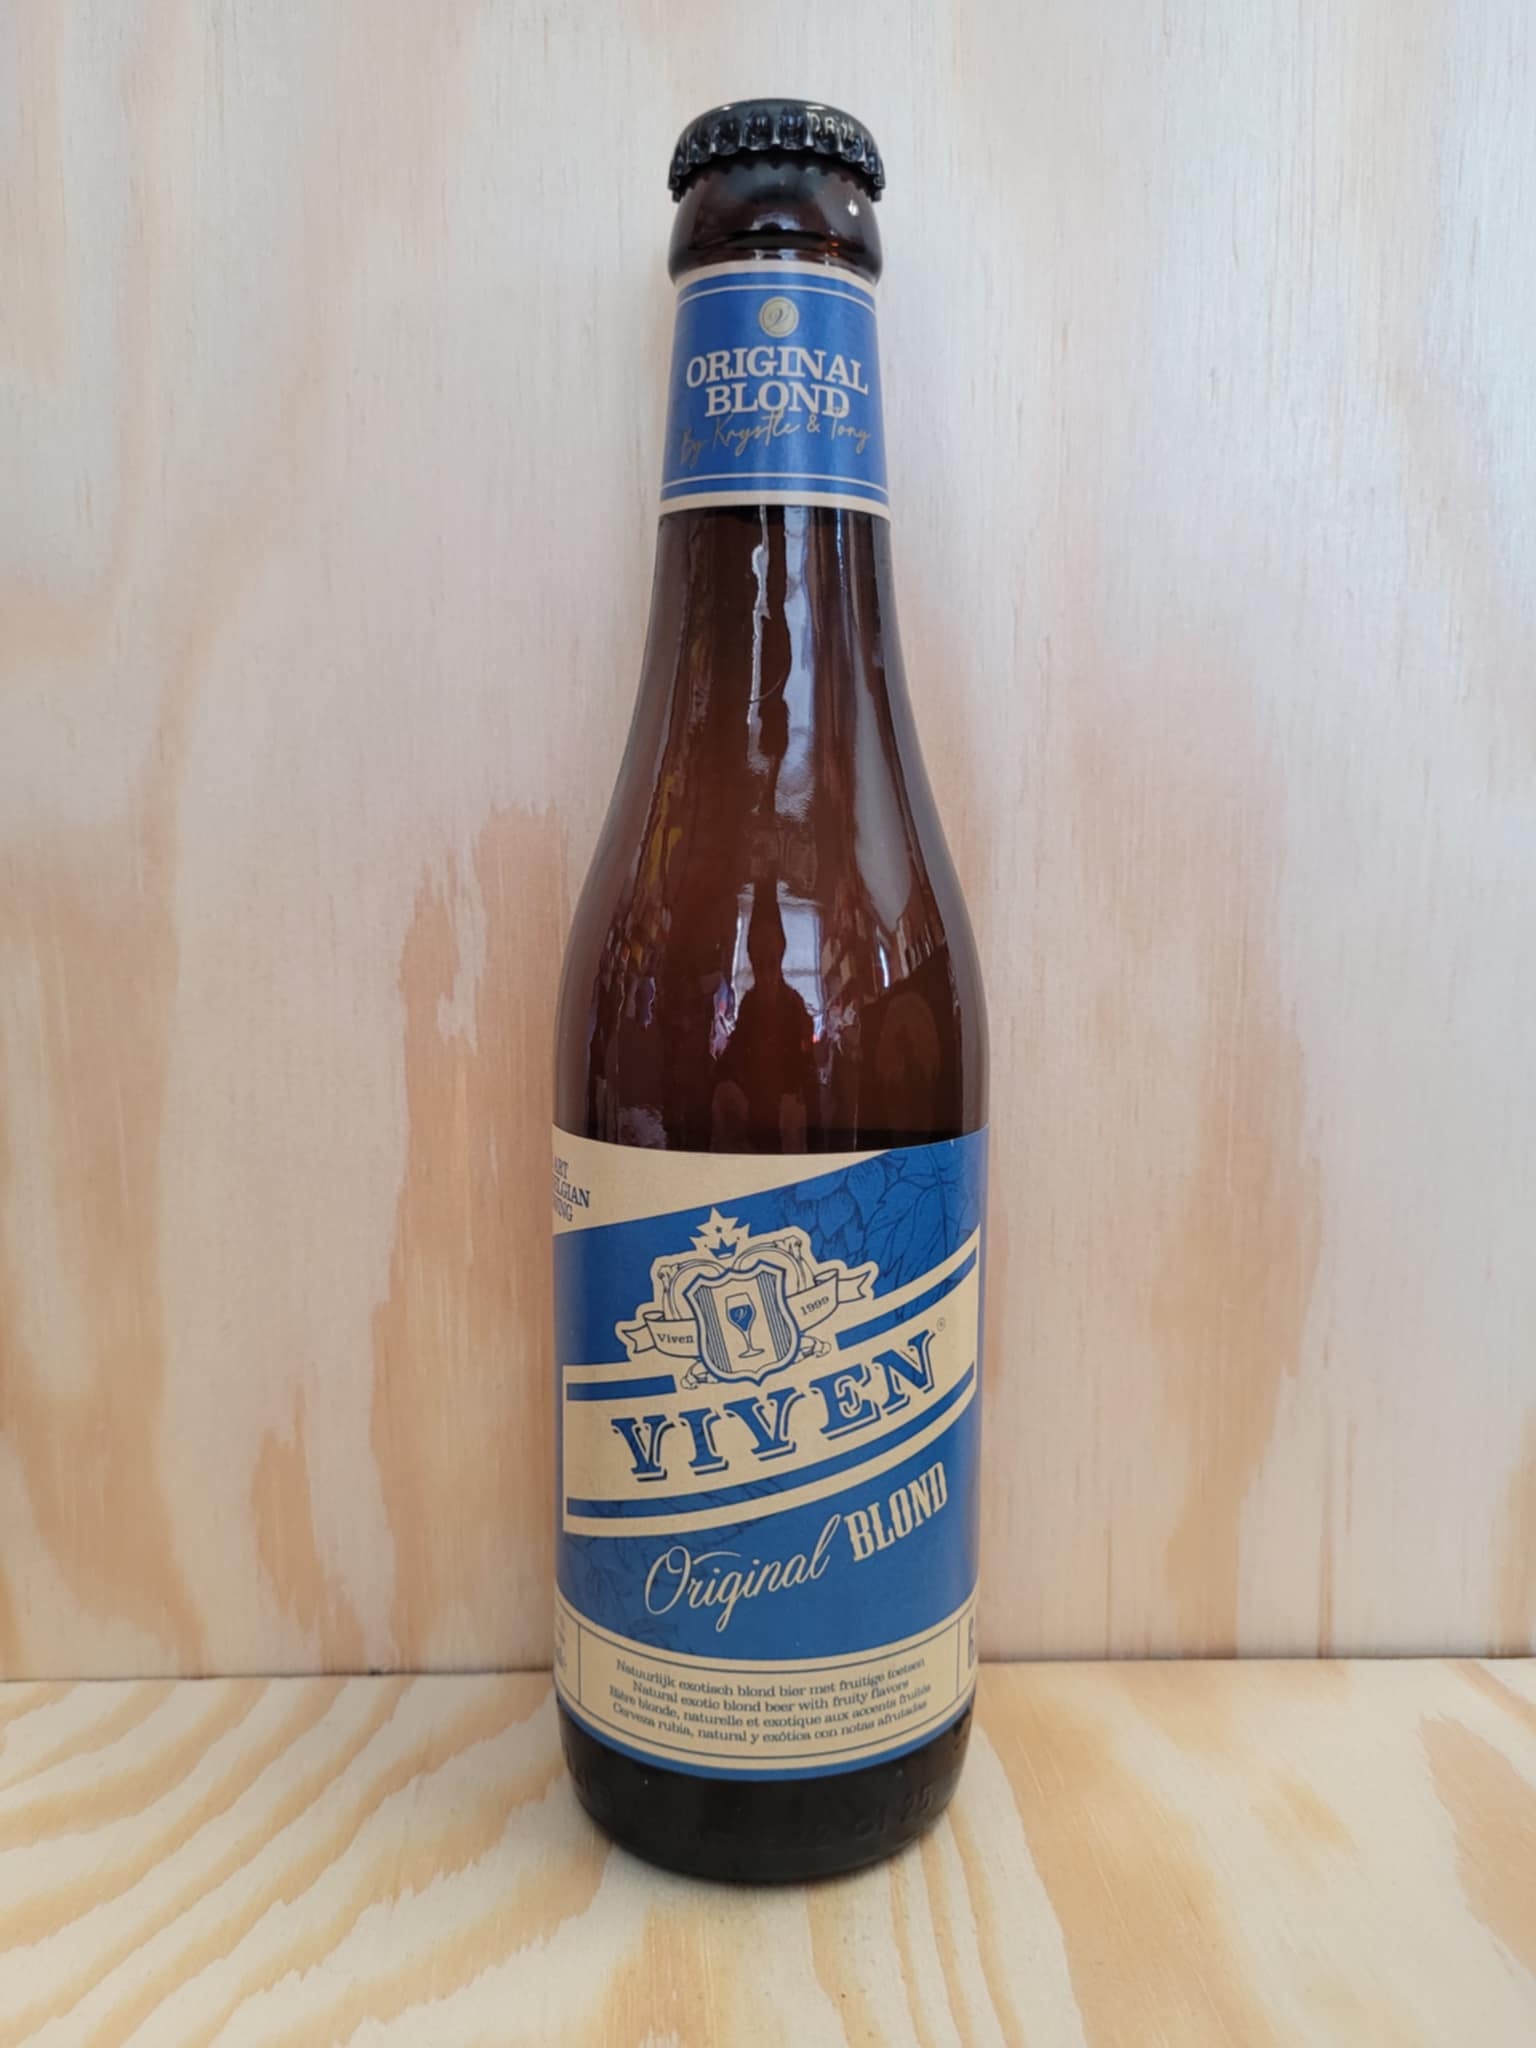 ORIGINAL
BLOND
By Krystle & Tony
Viven
1999
VIVEN®
Original BLOND
Natuurlijk exotisch blond bier met fruitige toetsen
Natural exotic blond beer with fruity flavors
Bière blonde, naturelle et exotique aux accents fruités
Cerveza rubia, natural y exótica con notas afrutadas